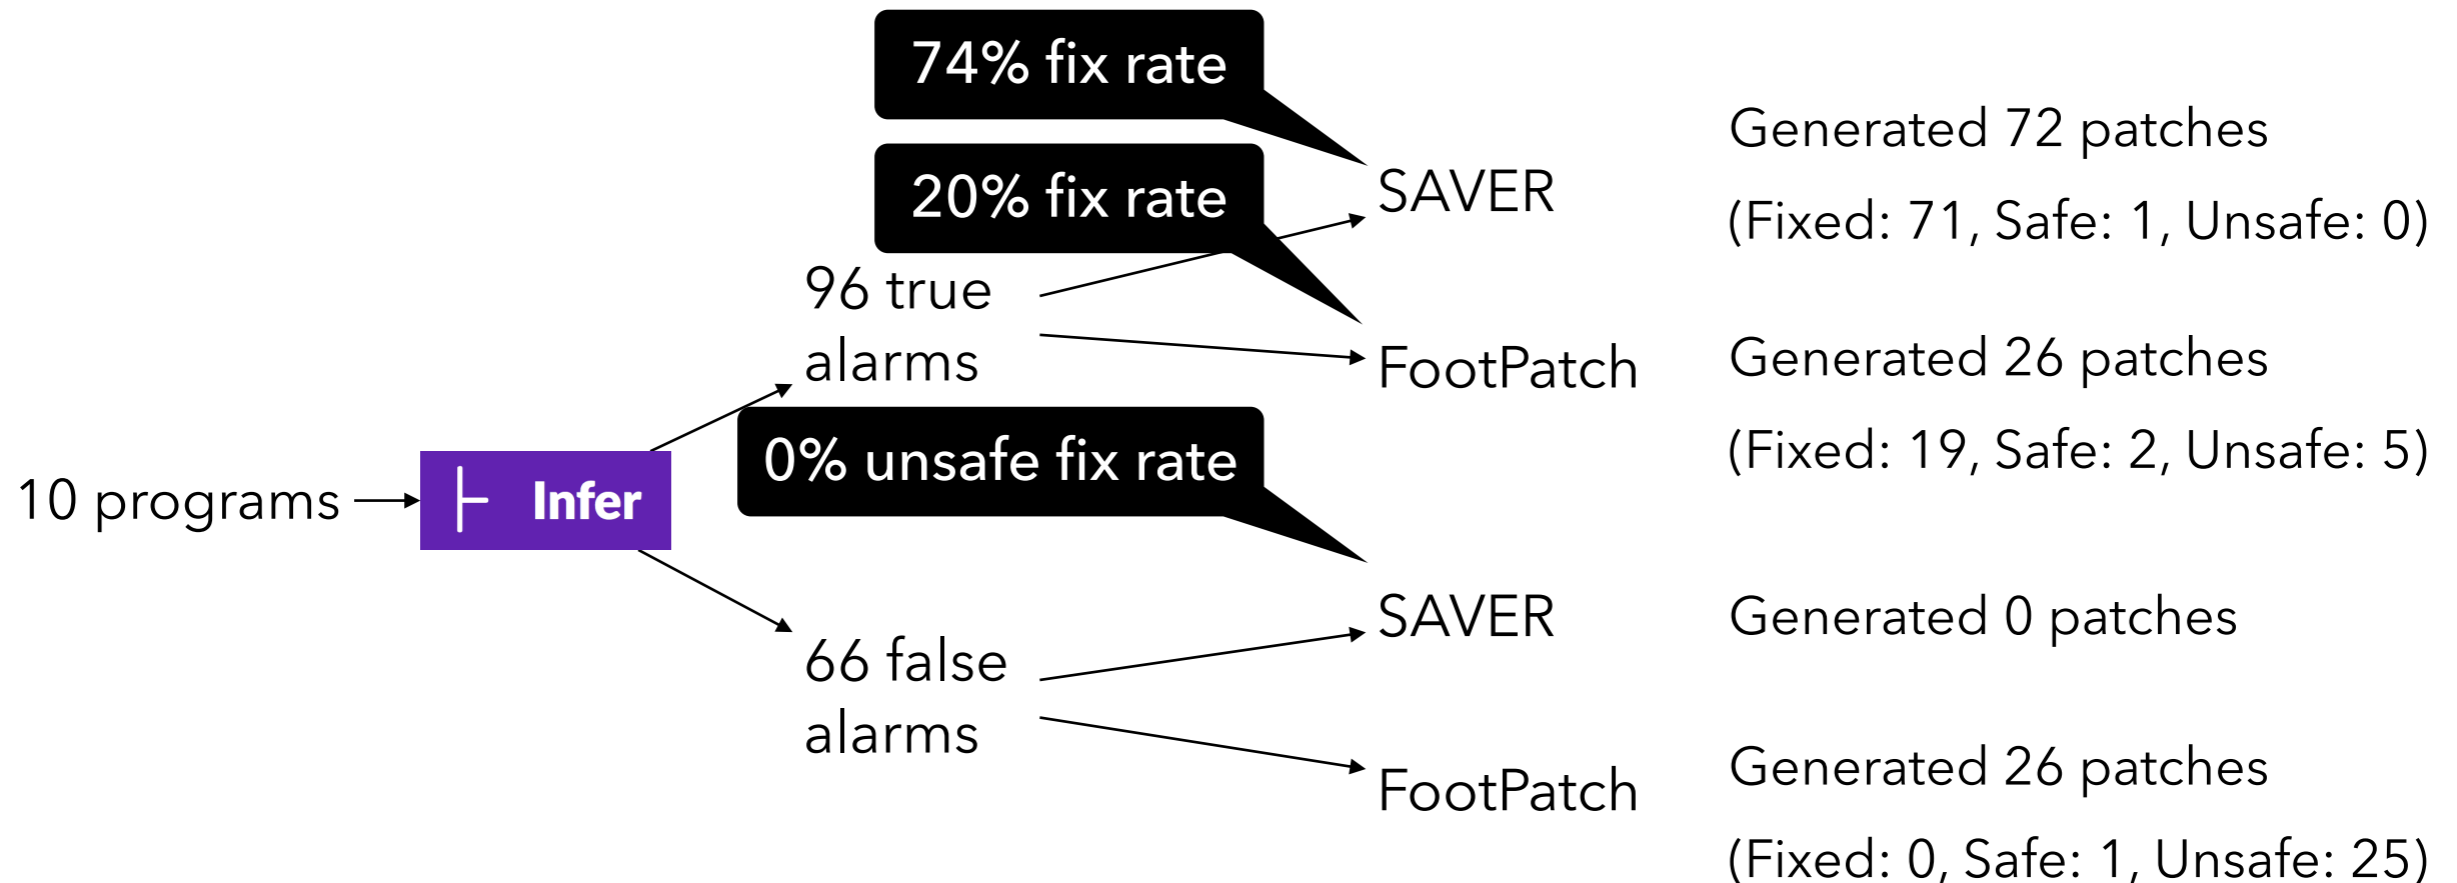 74% fix rate
20% fix rate
SAVER
Generated 72 patches
(Fixed: 71, Safe: 1, Unsafe: 0)
96 true
alarms
FootPatch
Generated 26 patches
(Fixed: 19, Safe: 2, Unsafe: 5)
0% unsafe fix rate
10 programs
Infer
SAVER
Generated 0 patches
66 false
alarms
FootPatch
Generated 26 patches
(Fixed: 0, Safe: 1, Unsafe: 25)